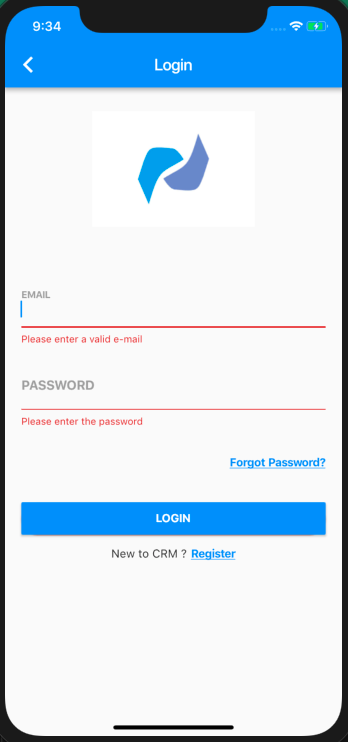 9:34
Login
EMAIL
Please enter a valid e-mail
PASSWORD
Please enter the password
Forgot Password?
LOGIN
New to CRM ? Register